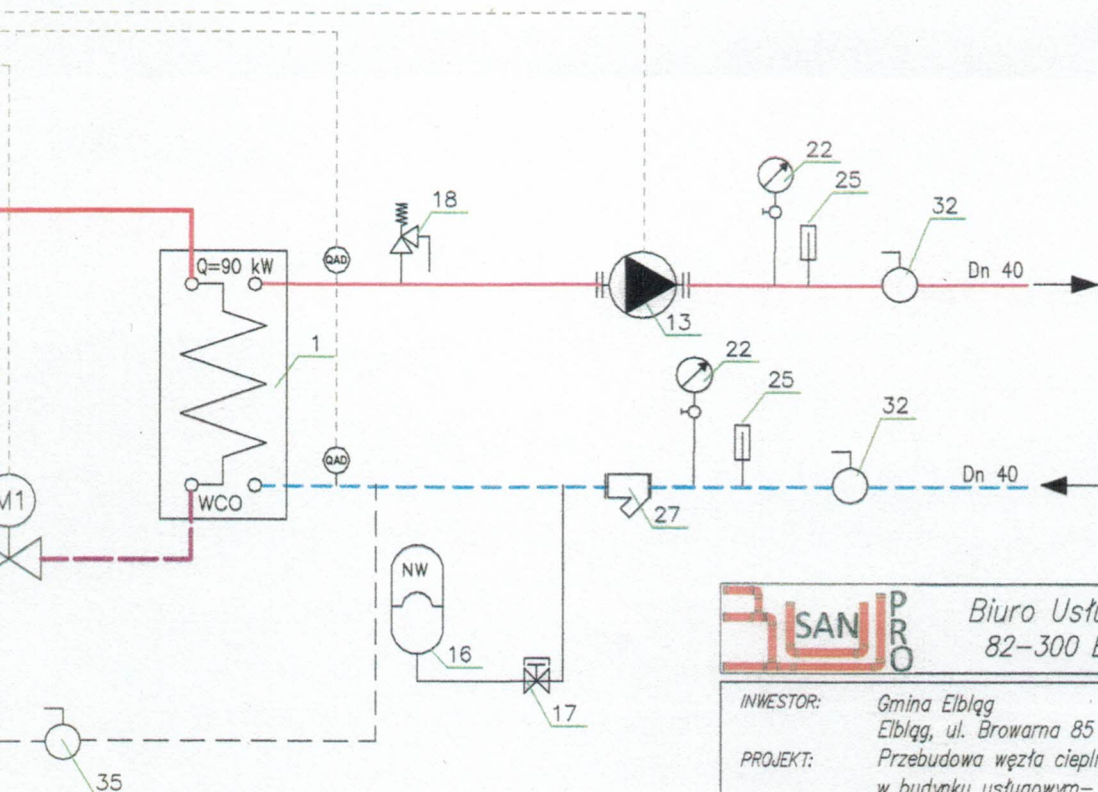 22
25
32
18
Q=90 kW
QAD
Dn 40
13
1
22
25
32
QAD
Dn 40
M1
WCO
27
NW
16
17
35
SAN
PRO
Biuro
82-300
INWESTOR: Gmina Elbląg
Elbląg, ul. Browarna 85
PROJEKT: Przebudowa węzła
w budynku usługowym-